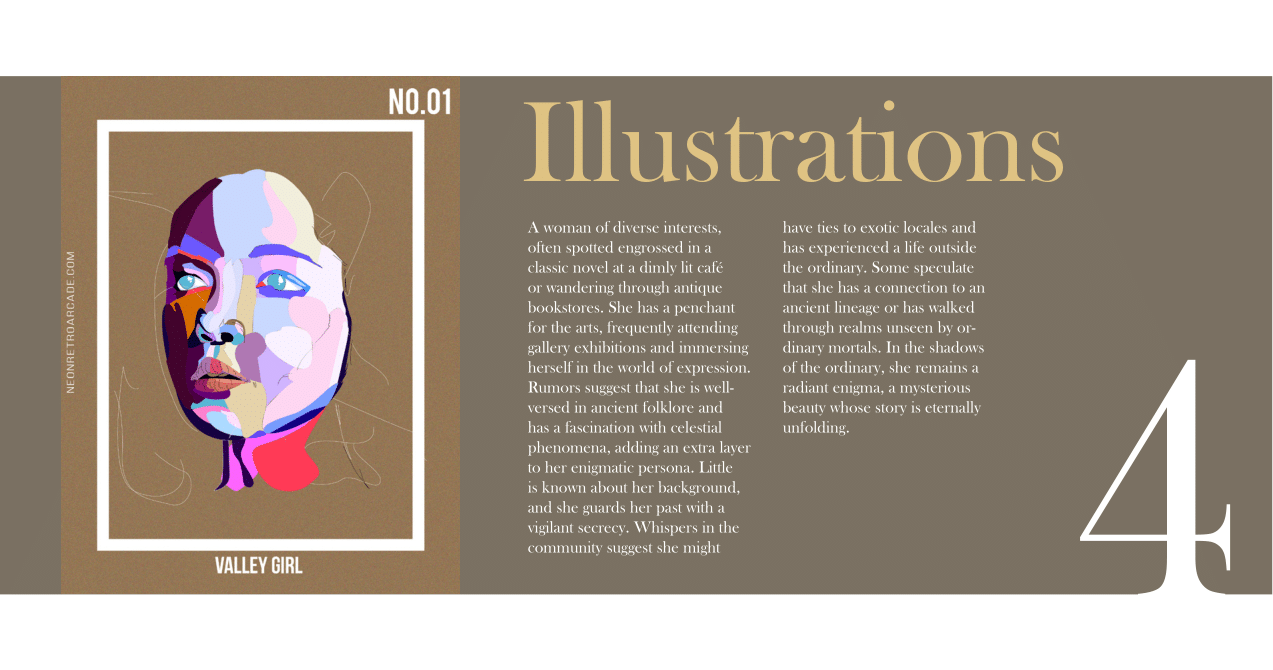 NO.01
NEONRETROARCADE.COM
VALLEY GIRL
Illustrations
A woman of diverse interests,
often spotted engrossed in a
classic novel at a dimly lit café
or wandering through antique
bookstores. She has a penchant
for the arts, frequently attending
gallery exhibitions and immersing
herself in the world of expression.
Rumors suggest that she is well-
versed in ancient folklore and
has a fascination with celestial
phenomena, adding an extra layer
to her enigmatic persona. Little
is known about her background,
and she guards her past with a
vigilant secrecy. Whispers in the
community suggest she might
have ties to exotic locales and
has experienced a life outside
the ordinary. Some speculate
that she has a connection to an
ancient lineage or has walked
through realms unseen by or-
dinary mortals. In the shadows
of the ordinary, she remains a
radiant enigma, a mysterious
beauty whose story is eternally
unfolding.
4